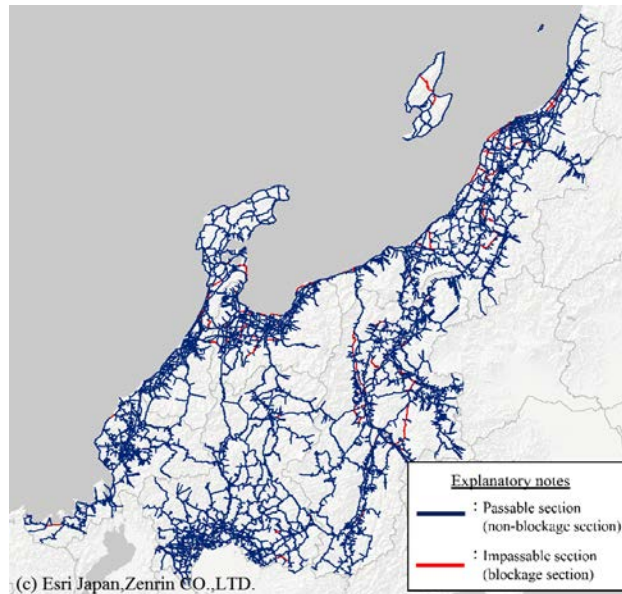 Explanatory notes
: Passable section
(non-blockage section)
: Impassable section
(blockage section)
(c) Esri Japan,Zenrin CO.,LTD.